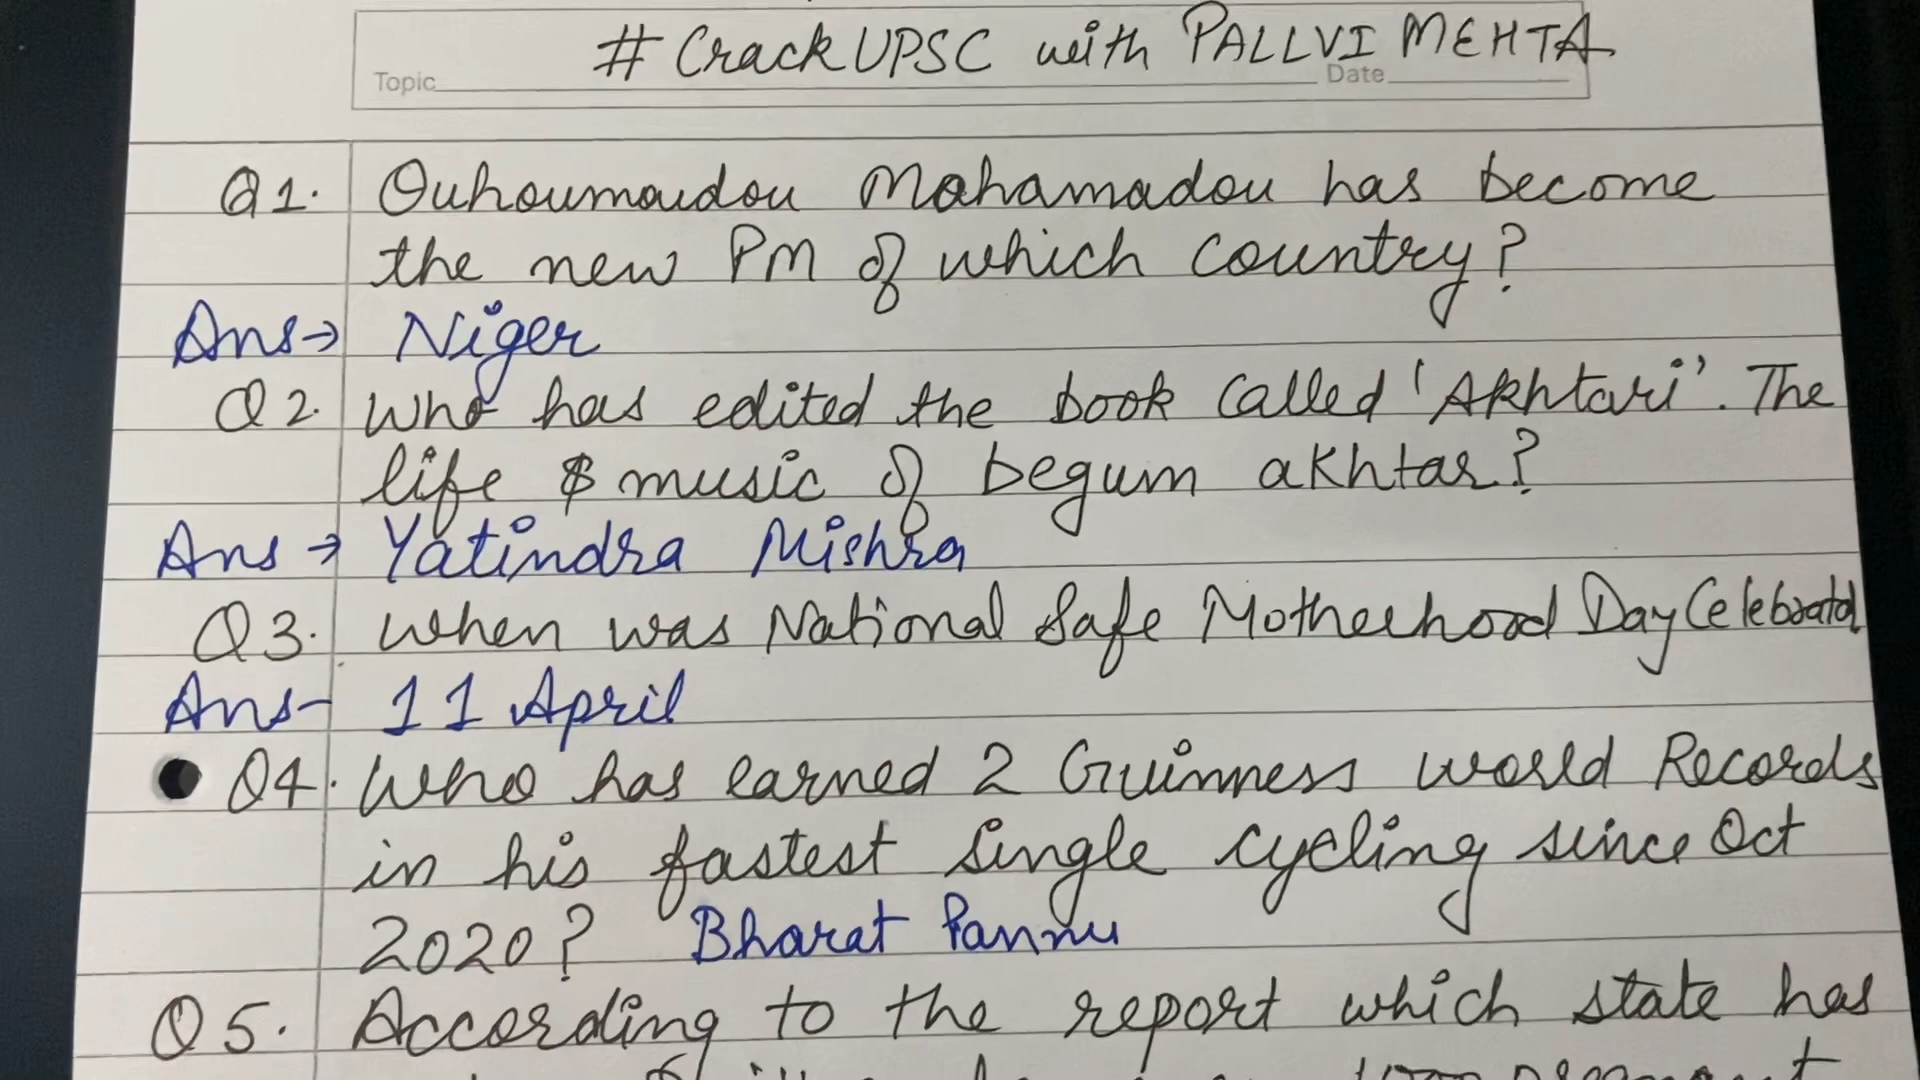 # Crack UPSC with PALLVI MEHTA
Topic Date
Q1. Ouhoumoudou Mahamadou has become
the new PM of which country?
Ans→ Niger
Q2. Who has edited the book called 'Akhtari'. The
life & music of begum akhtar?
Ans → Yatindra Mishra
Q3. When was National Safe Motherhood Day Celebrated
Ans- 11 April
Q4. Who has earned 2 Guinness world Records
in his fastest single cycling since Oct
2020? Bharat Pannu
Q5. According to the report which state has